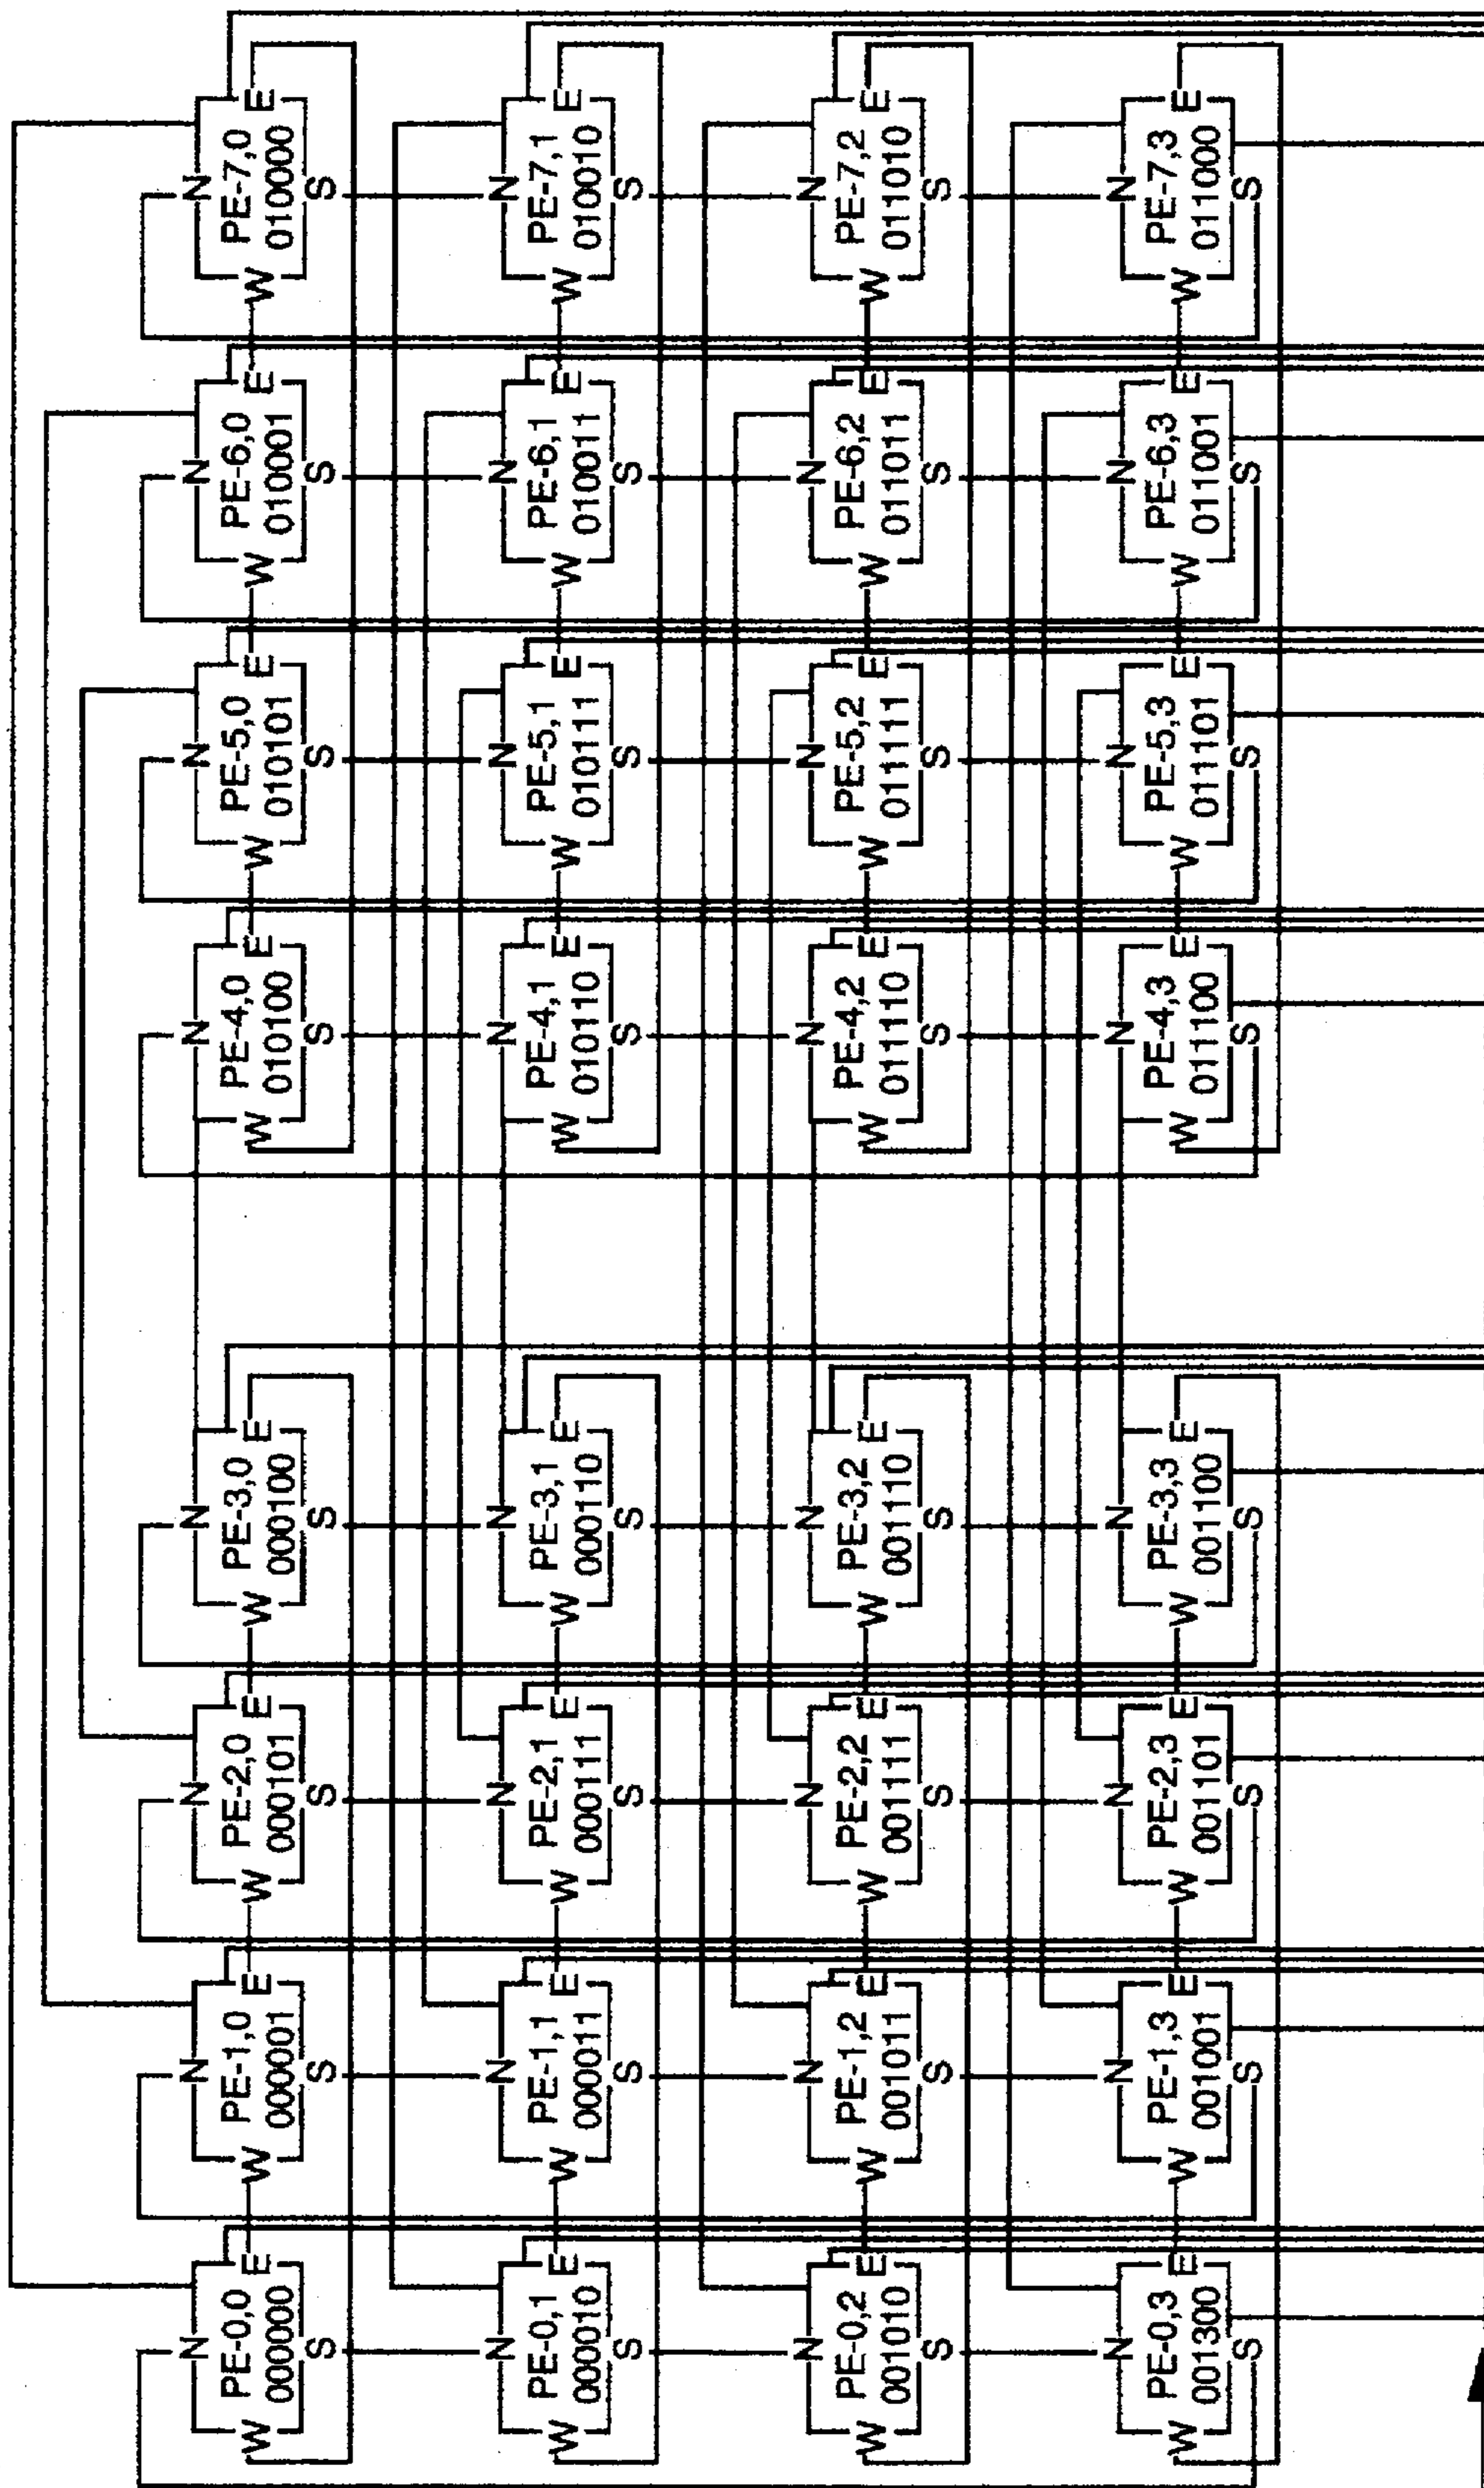 N
PE-0,0
W E
000000
S
N
PE-1,0
W E
000001
S
N
PE-2,0
W E
000101
S
N
PE-3,0
W E
000100
S
N
PE-4,0
W E
010100
S
N
PE-5,0
W E
010101
S
N
PE-6,0
W E
010001
S
N
PE-7,0
W E
010000
S
N
PE-0,1
W E
000010
S
N
PE-1,1
W E
000011
S
N
PE-2,1
W E
000111
S
N
PE-3,1
W E
000110
S
N
PE-4,1
W E
010110
S
N
PE-5,1
W E
010111
S
N
PE-6,1
W E
010011
S
N
PE-7,1
W E
010010
S
N
PE-0,2
W E
001010
S
N
PE-1,2
W E
001011
S
N
PE-2,2
W E
001111
S
N
PE-3,2
W E
001110
S
N
PE-4,2
W E
011110
S
N
PE-5,2
W E
011111
S
N
PE-6,2
W E
011011
S
N
PE-7,2
W E
011010
S
N
PE-0,3
W E
001300
S
N
PE-1,3
W E
001001
S
N
PE-2,3
W E
001101
S
N
PE-3,3
W E
001100
S
N
PE-4,3
W E
011100
S
N
PE-5,3
W E
011101
S
N
PE-6,3
W E
011001
S
N
PE-7,3
W E
011000
S